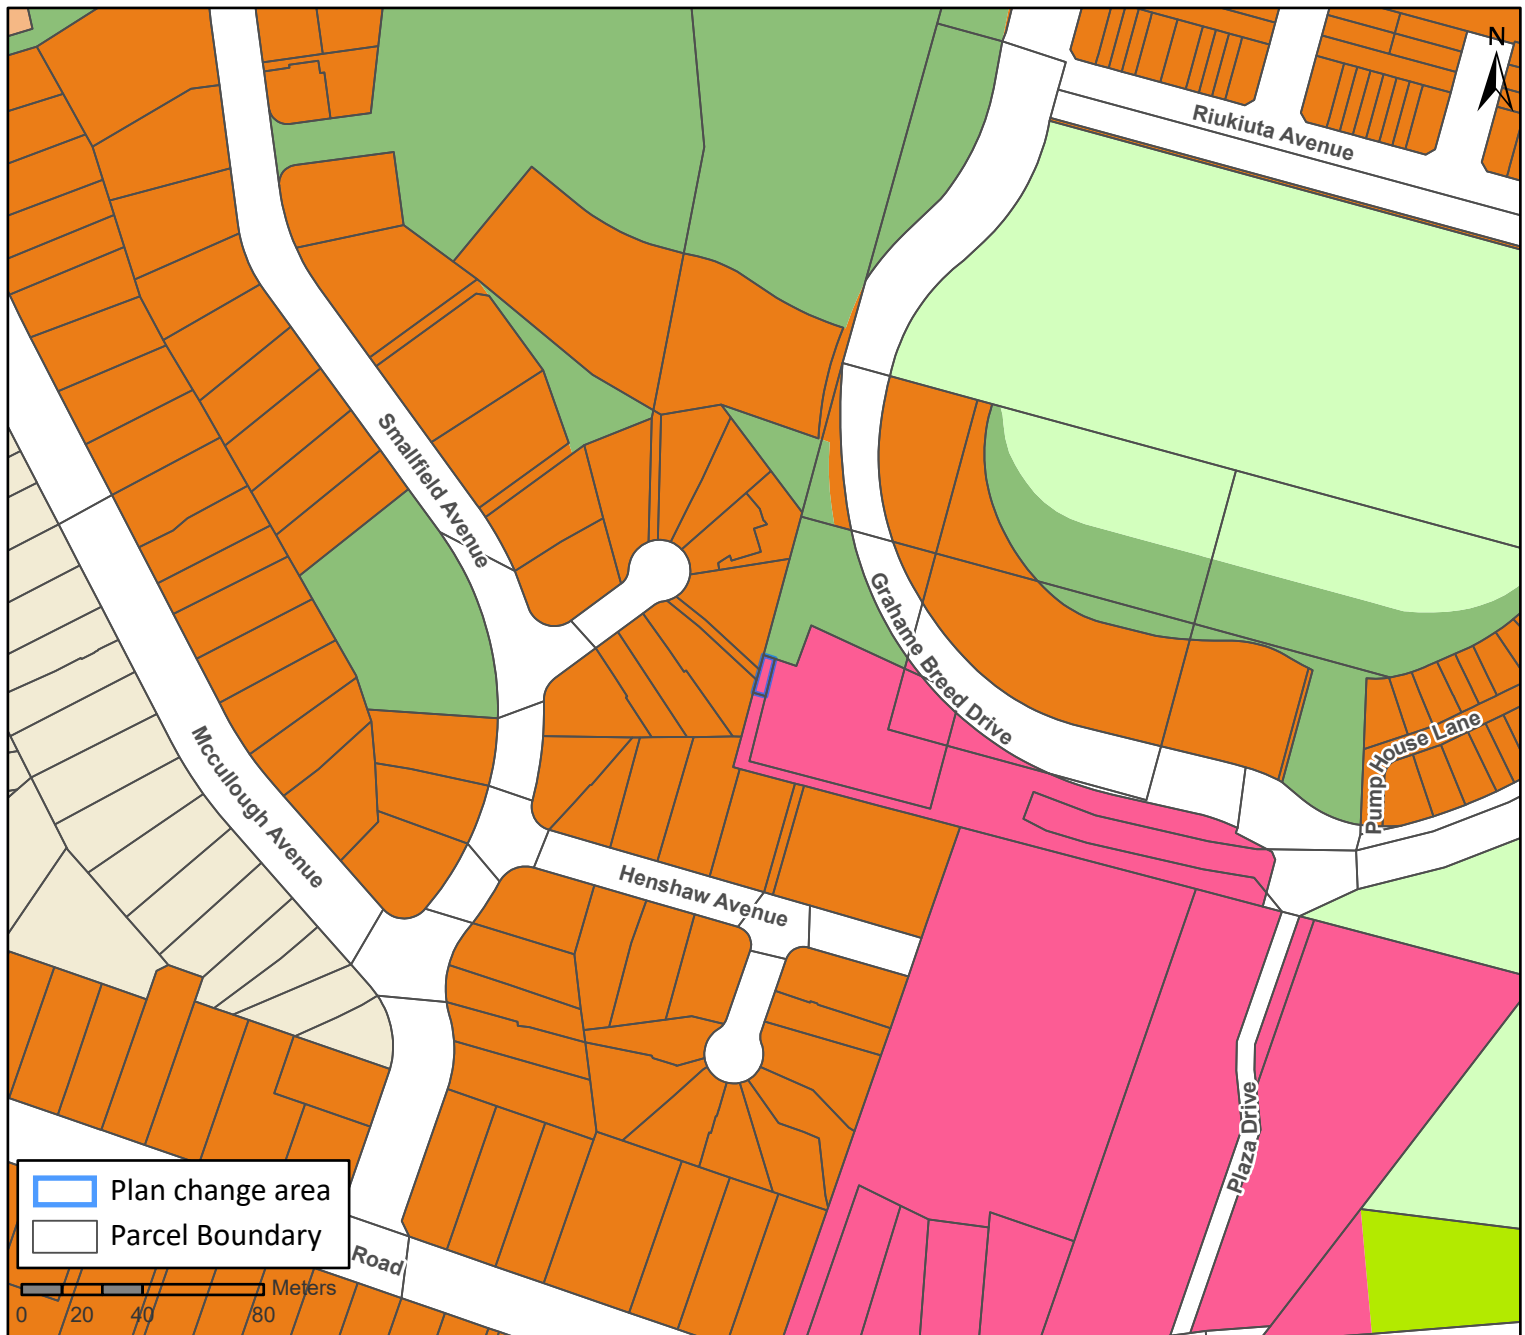 N
Riukiuta Avenue
Smallfield Avenue
Grahame Breed Drive
Pump House Lane
Mccullough Avenue
Henshaw Avenue
Plaza Drive
Plan change area
Parcel Boundary
Road
Meters
0 20 40 80